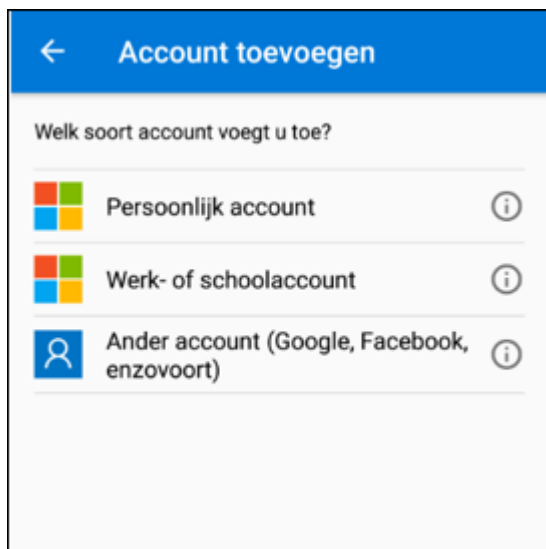 Account toevoegen
Welk soort account voegt u toe?
Persoonlijk account
Werk- of schoolaccount
Ander account (Google, Facebook,
enzovoort)